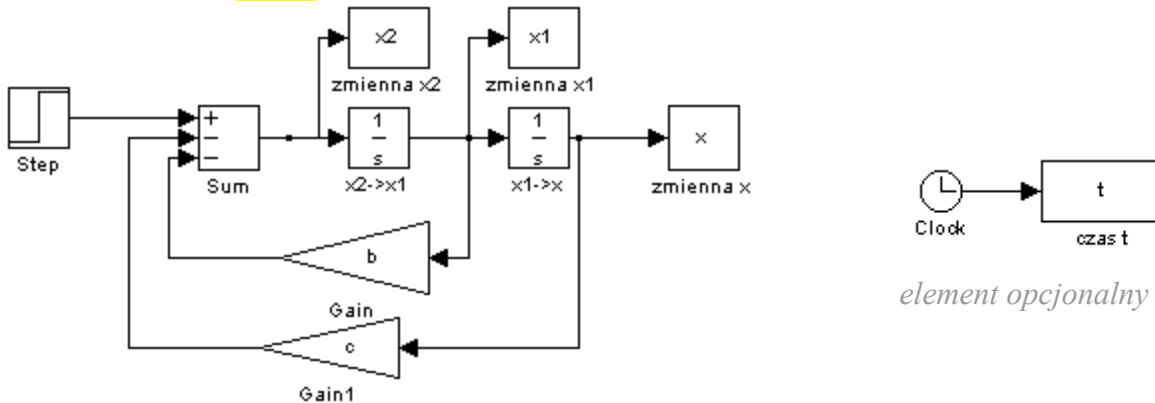 x2
zmienna x2
x1
zmienna x1
Step
+
−
−
Sum
1
s
x2->x1
1
s
x1->x
x
zmienna x
b
Gain
c
Gain1
Clock
t
czas t
element opcjonalny